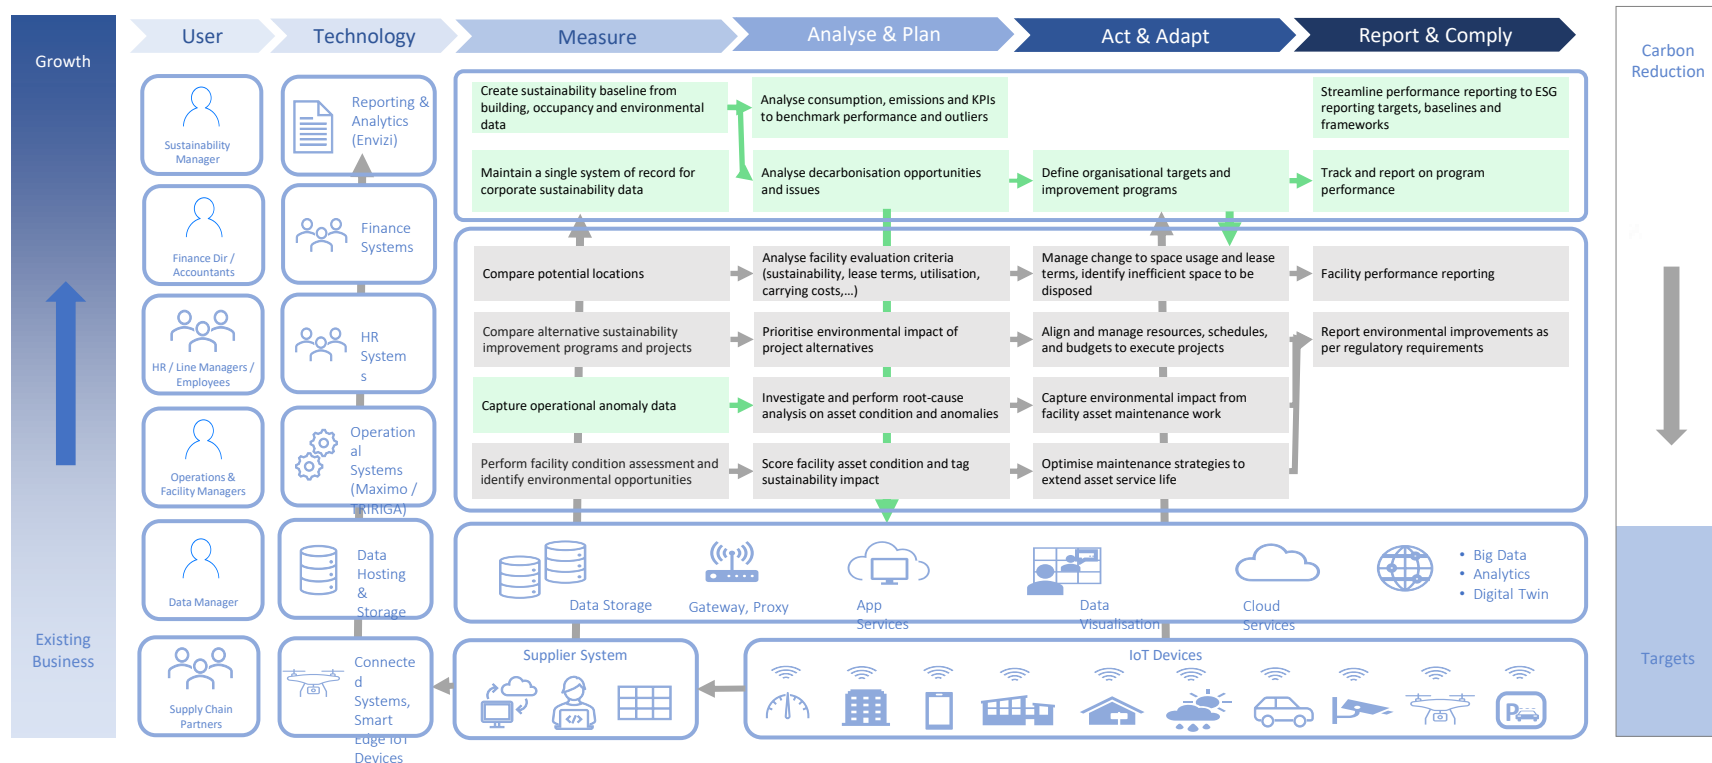 User
Technology
Measure
Analyse & Plan
Act & Adapt
Report & Comply
Growth
Existing
Business
Carbon
Reduction
Targets
Sustainability
Manager
Finance Dir /
Accountants
HR / Line Managers /
Employees
Operations &
Facility Managers
Data Manager
Supply Chain
Partners
Reporting &
Analytics
(Envizi)
Finance
Systems
HR
System
s
Operation
al
Systems
(Maximo /
TRIRIGA)
Data
Hosting
&
Storage
Connecte
d
Systems,
Smart
Edge IoT
Devices
Create sustainability baseline from
building, occupancy and environmental
data
Analyse consumption, emissions and KPIs
to benchmark performance and outliers
Streamline performance reporting to ESG
reporting targets, baselines and
frameworks
Maintain a single system of record for
corporate sustainability data
Analyse decarbonisation opportunities
and issues
Define organisational targets and
improvement programs
Track and report on program
performance
Compare potential locations
Analyse facility evaluation criteria
(sustainability, lease terms, utilisation,
carrying costs,...)
Manage change to space usage and lease
terms, identify inefficient space to be
disposed
Facility performance reporting
Compare alternative sustainability
improvement programs and projects
Prioritise environmental impact of
project alternatives
Align and manage resources, schedules,
and budgets to execute projects
Report environmental improvements as
per regulatory requirements
Capture operational anomaly data
Investigate and perform root-cause
analysis on asset condition and anomalies
Capture environmental impact from
facility asset maintenance work
Perform facility condition assessment and
identify environmental opportunities
Score facility asset condition and tag
sustainability impact
Optimise maintenance strategies to
extend asset service life
Data Storage
Gateway, Proxy
App
Services
Data
Visualisation
Cloud
Services
• Big Data
• Analytics
• Digital Twin
Supplier System
</>
IoT Devices
P